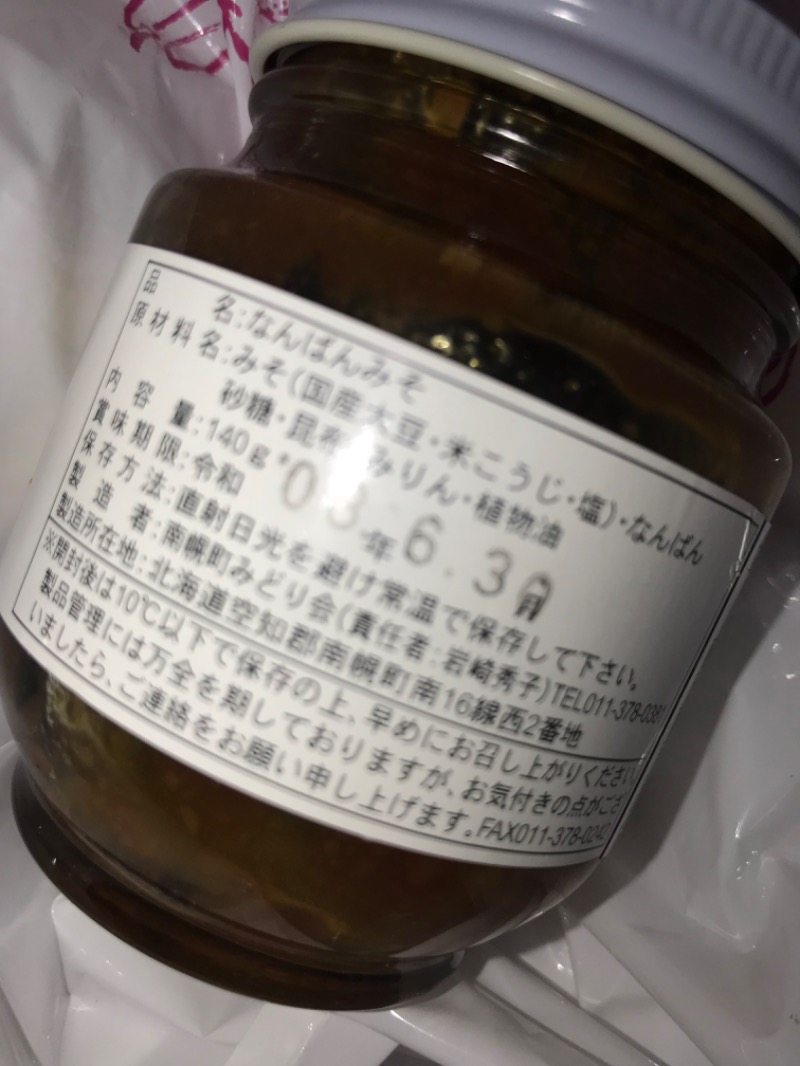 品　　名:なんばんみそ
原材料名:みそ(国産大豆・米こうじ・塩)・なんばん
砂糖・昆布・みりん・植物油
内容量:140g
賞味期限:令和 03年6.30月
保存方法:直射日光を避け常温で保存して下さい。
製造者:南幌町みどり会(責任者:岩崎秀子)TEL011-378-0381
製造所在地:北海道空知郡南幌町南16線西2番地
※開封後は10℃以下で保存の上、早めにお召し上がりください
製品管理には万全を期しておりますが、お気付きの点がござ
いましたら、ご連絡をお願い申し上げます。FAX011-378-0242